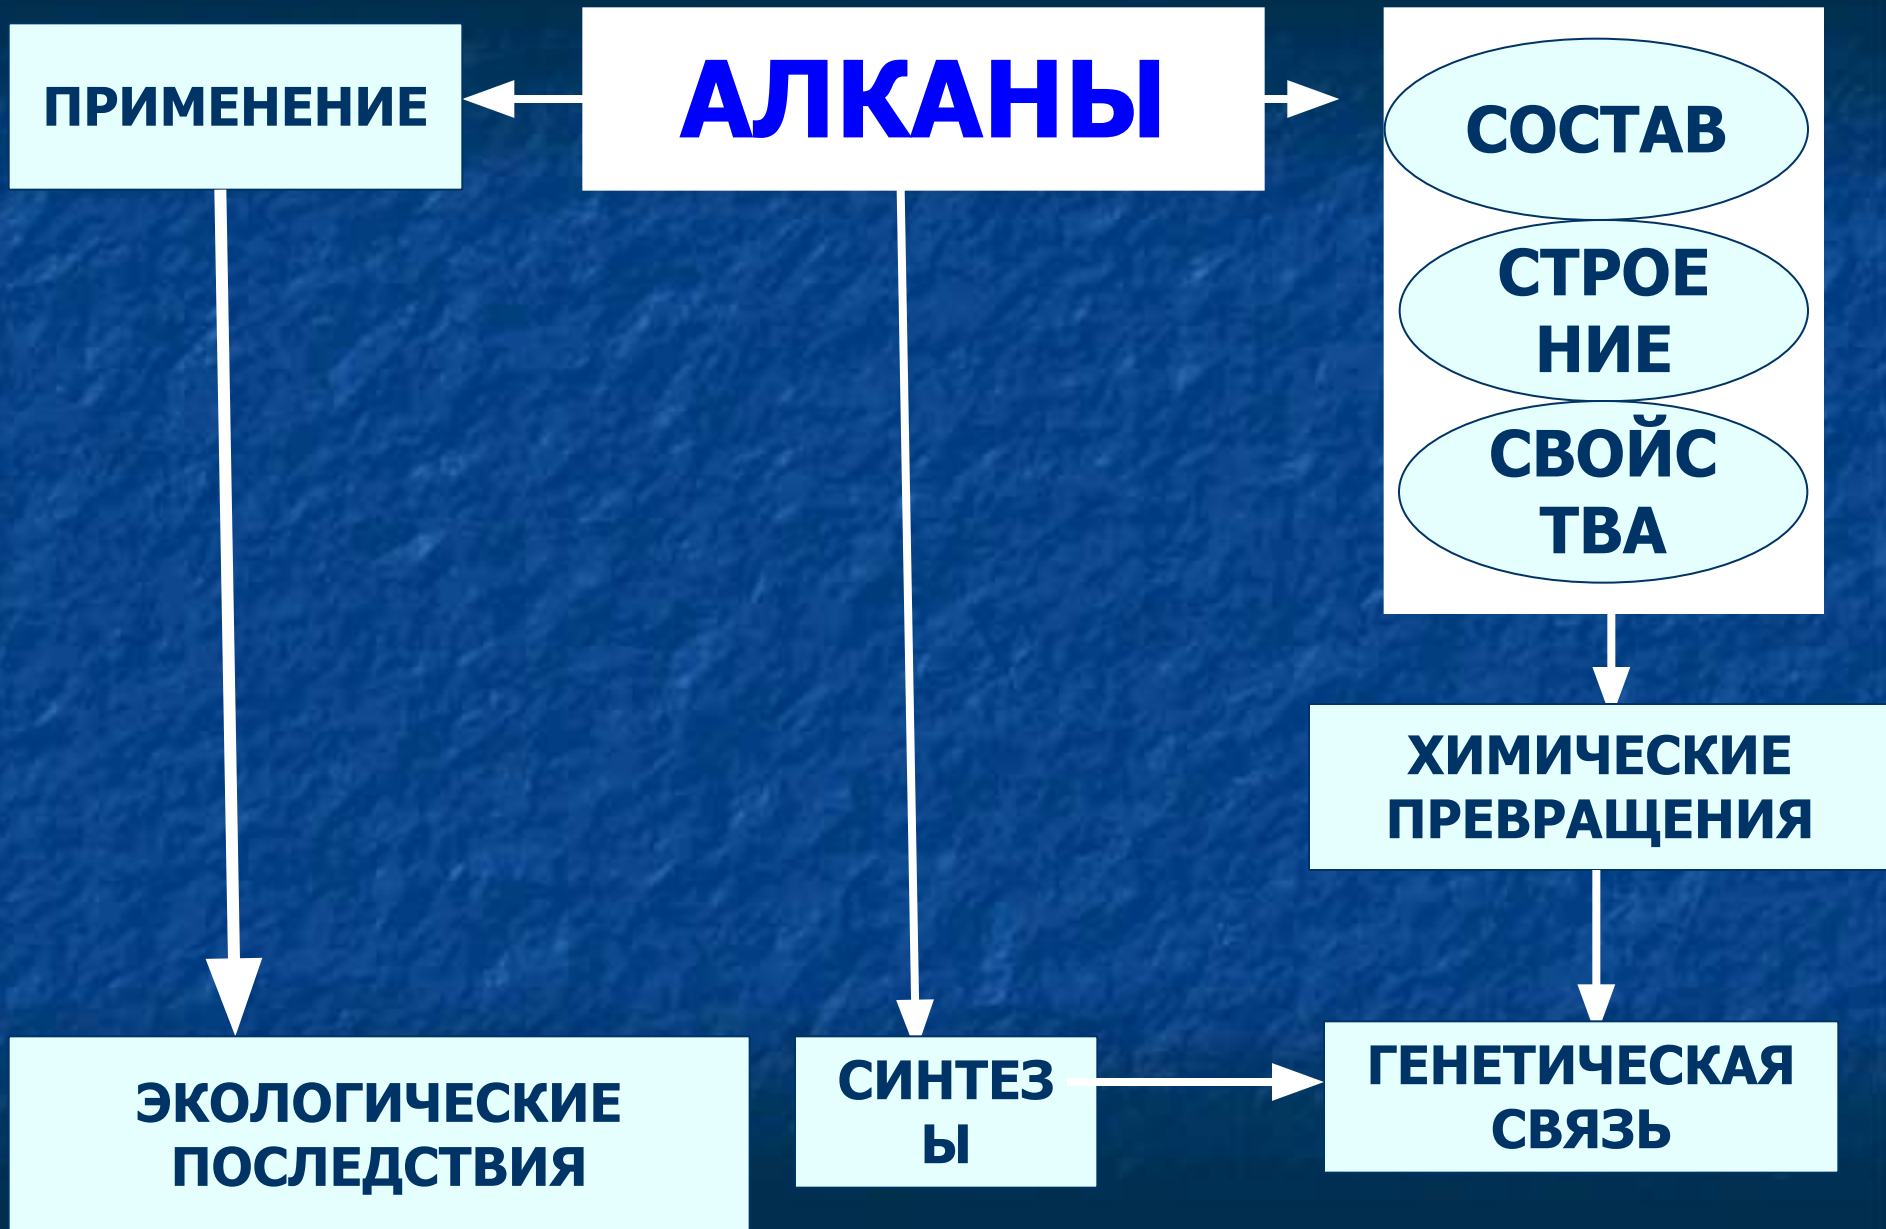 ПРИМЕНЕНИЕ
АЛКАНЫ
СОСТАВ
СТРОЕ
НИЕ
СВОЙС
ТВА
ХИМИЧЕСКИЕ
ПРЕВРАЩЕНИЯ
ЭКОЛОГИЧЕСКИЕ
ПОСЛЕДСТВИЯ
СИНТЕЗ
Ы
ГЕНЕТИЧЕСКАЯ
СВЯЗЬ